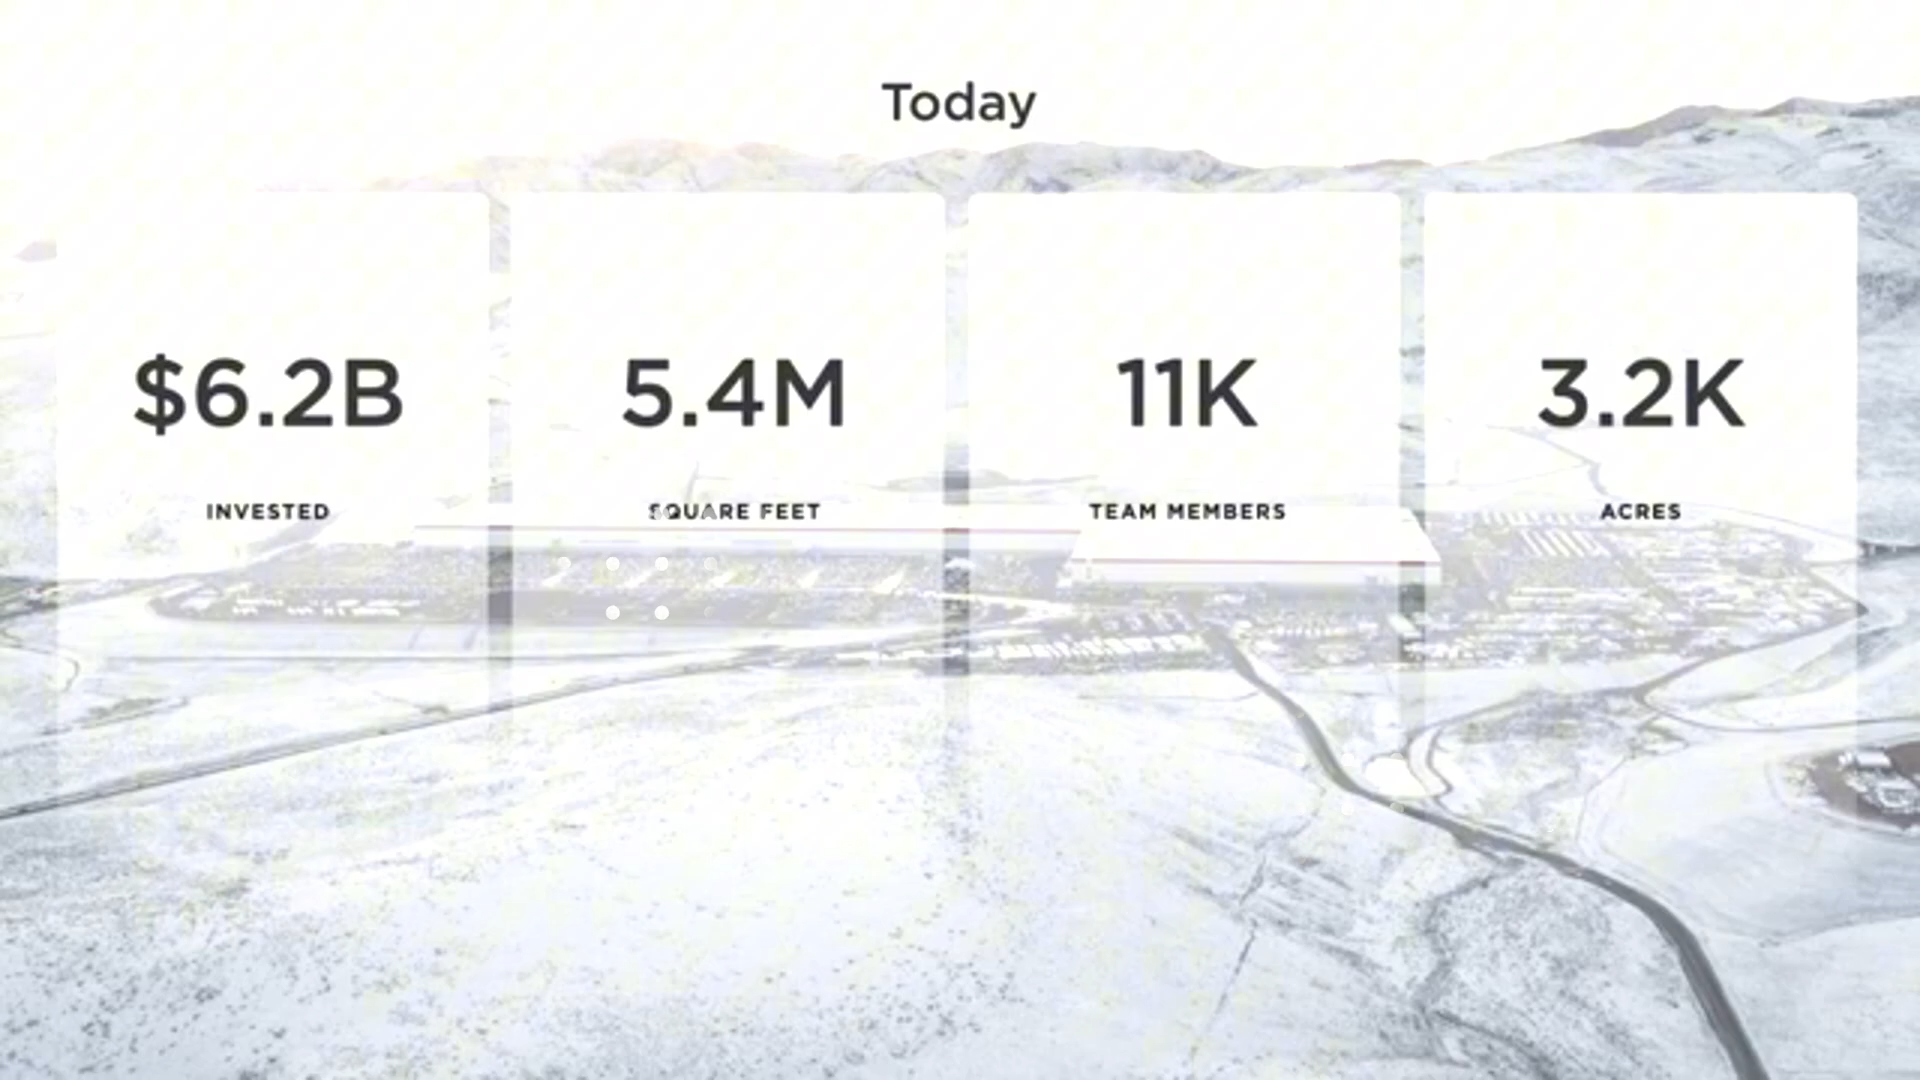 Today
$6.2B
INVESTED
5.4M
SQUARE FEET
11K
TEAM MEMBERS
3.2K
ACRES